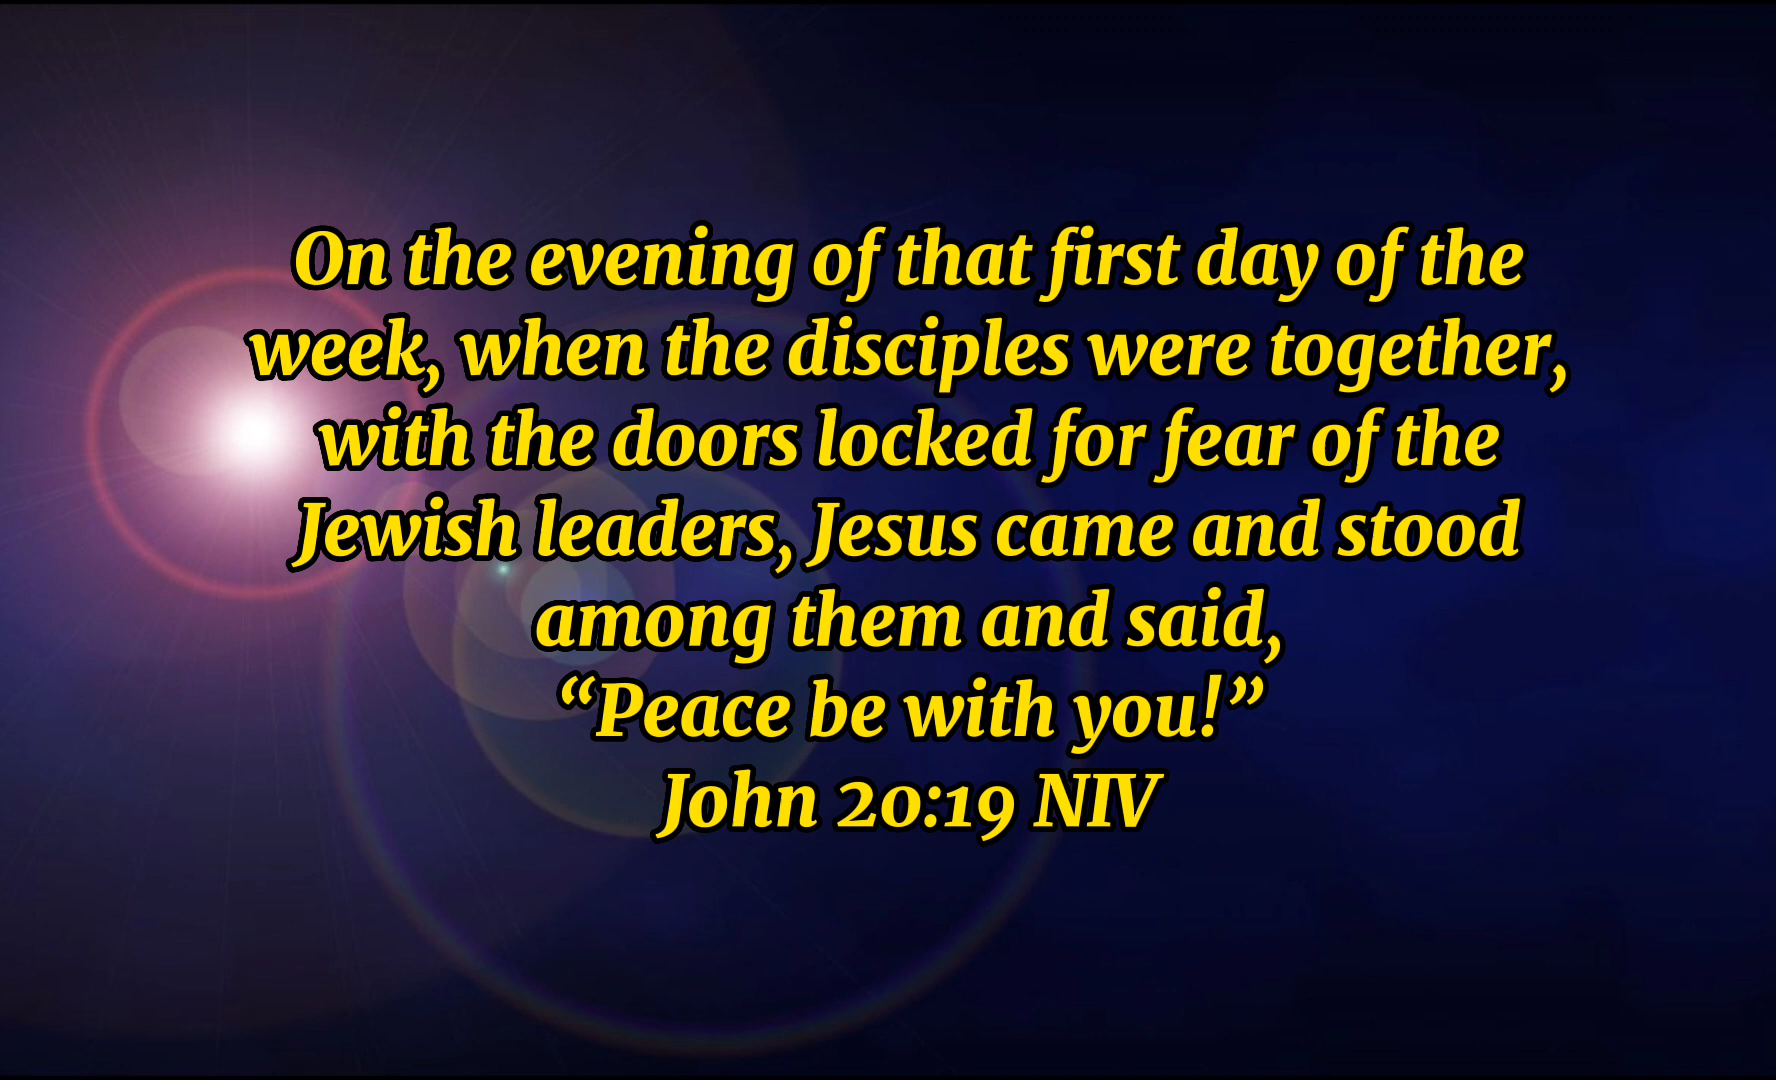 On the evening of that first day of the
week, when the disciples were together,
with the doors locked for fear of the
Jewish leaders, Jesus came and stood
among them and said,
“Peace be with you!”
John 20:19 NIV